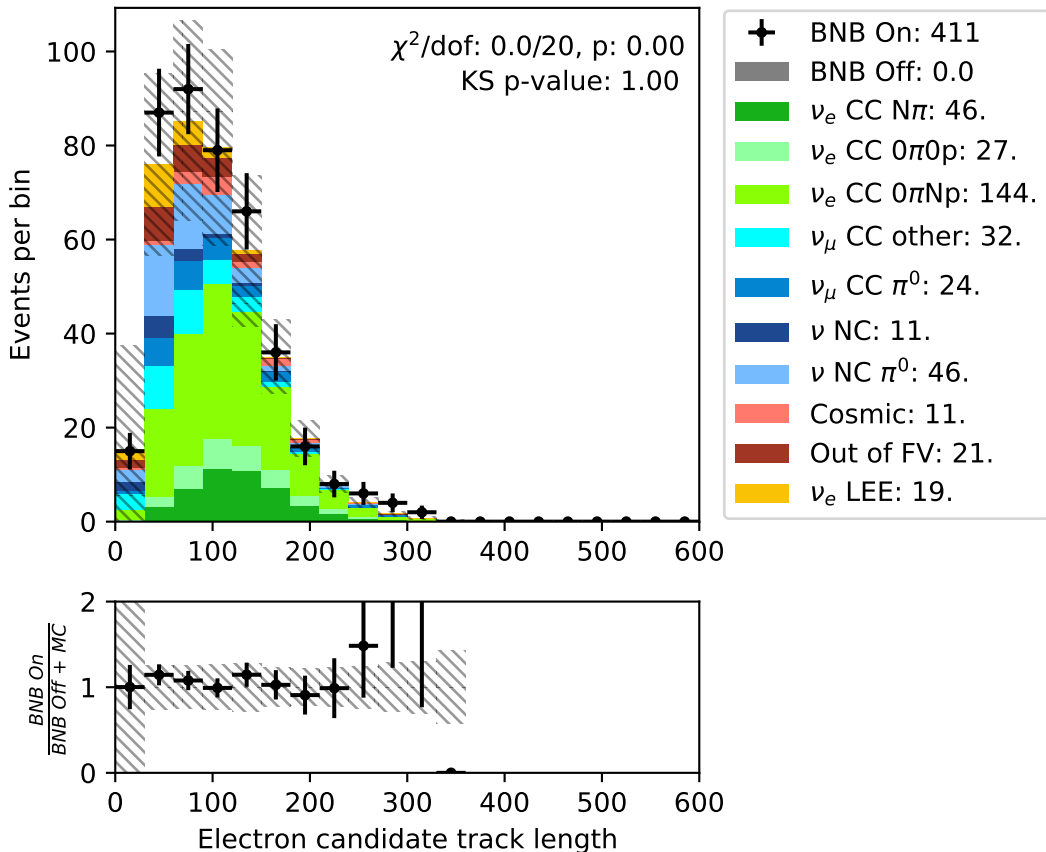 χ²/dof: 0.0/20, p: 0.00
KS p-value: 1.00
Events per bin
100
80
60
40
20
0
0 100 200 300 400 500 600
BNB On: 411
BNB Off: 0.0
νe CC Nπ: 46.
νe CC 0π0p: 27.
νe CC 0πNp: 144.
νμ CC other: 32.
νμ CC π⁰: 24.
ν NC: 11.
ν NC π⁰: 46.
Cosmic: 11.
Out of FV: 21.
νe LEE: 19.
BNB On
BNB Off + MC
2
1
0
0 100 200 300 400 500 600
Electron candidate track length